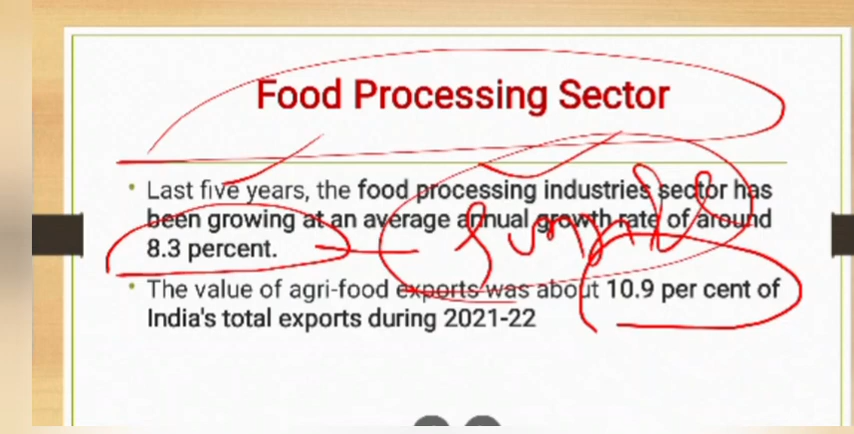 Food Processing Sector
• Last five years, the food processing industries sector has
been growing at an average annual growth rate of around
8.3 percent.
• The value of agri-food exports was about 10.9 per cent of
India's total exports during 2021-22